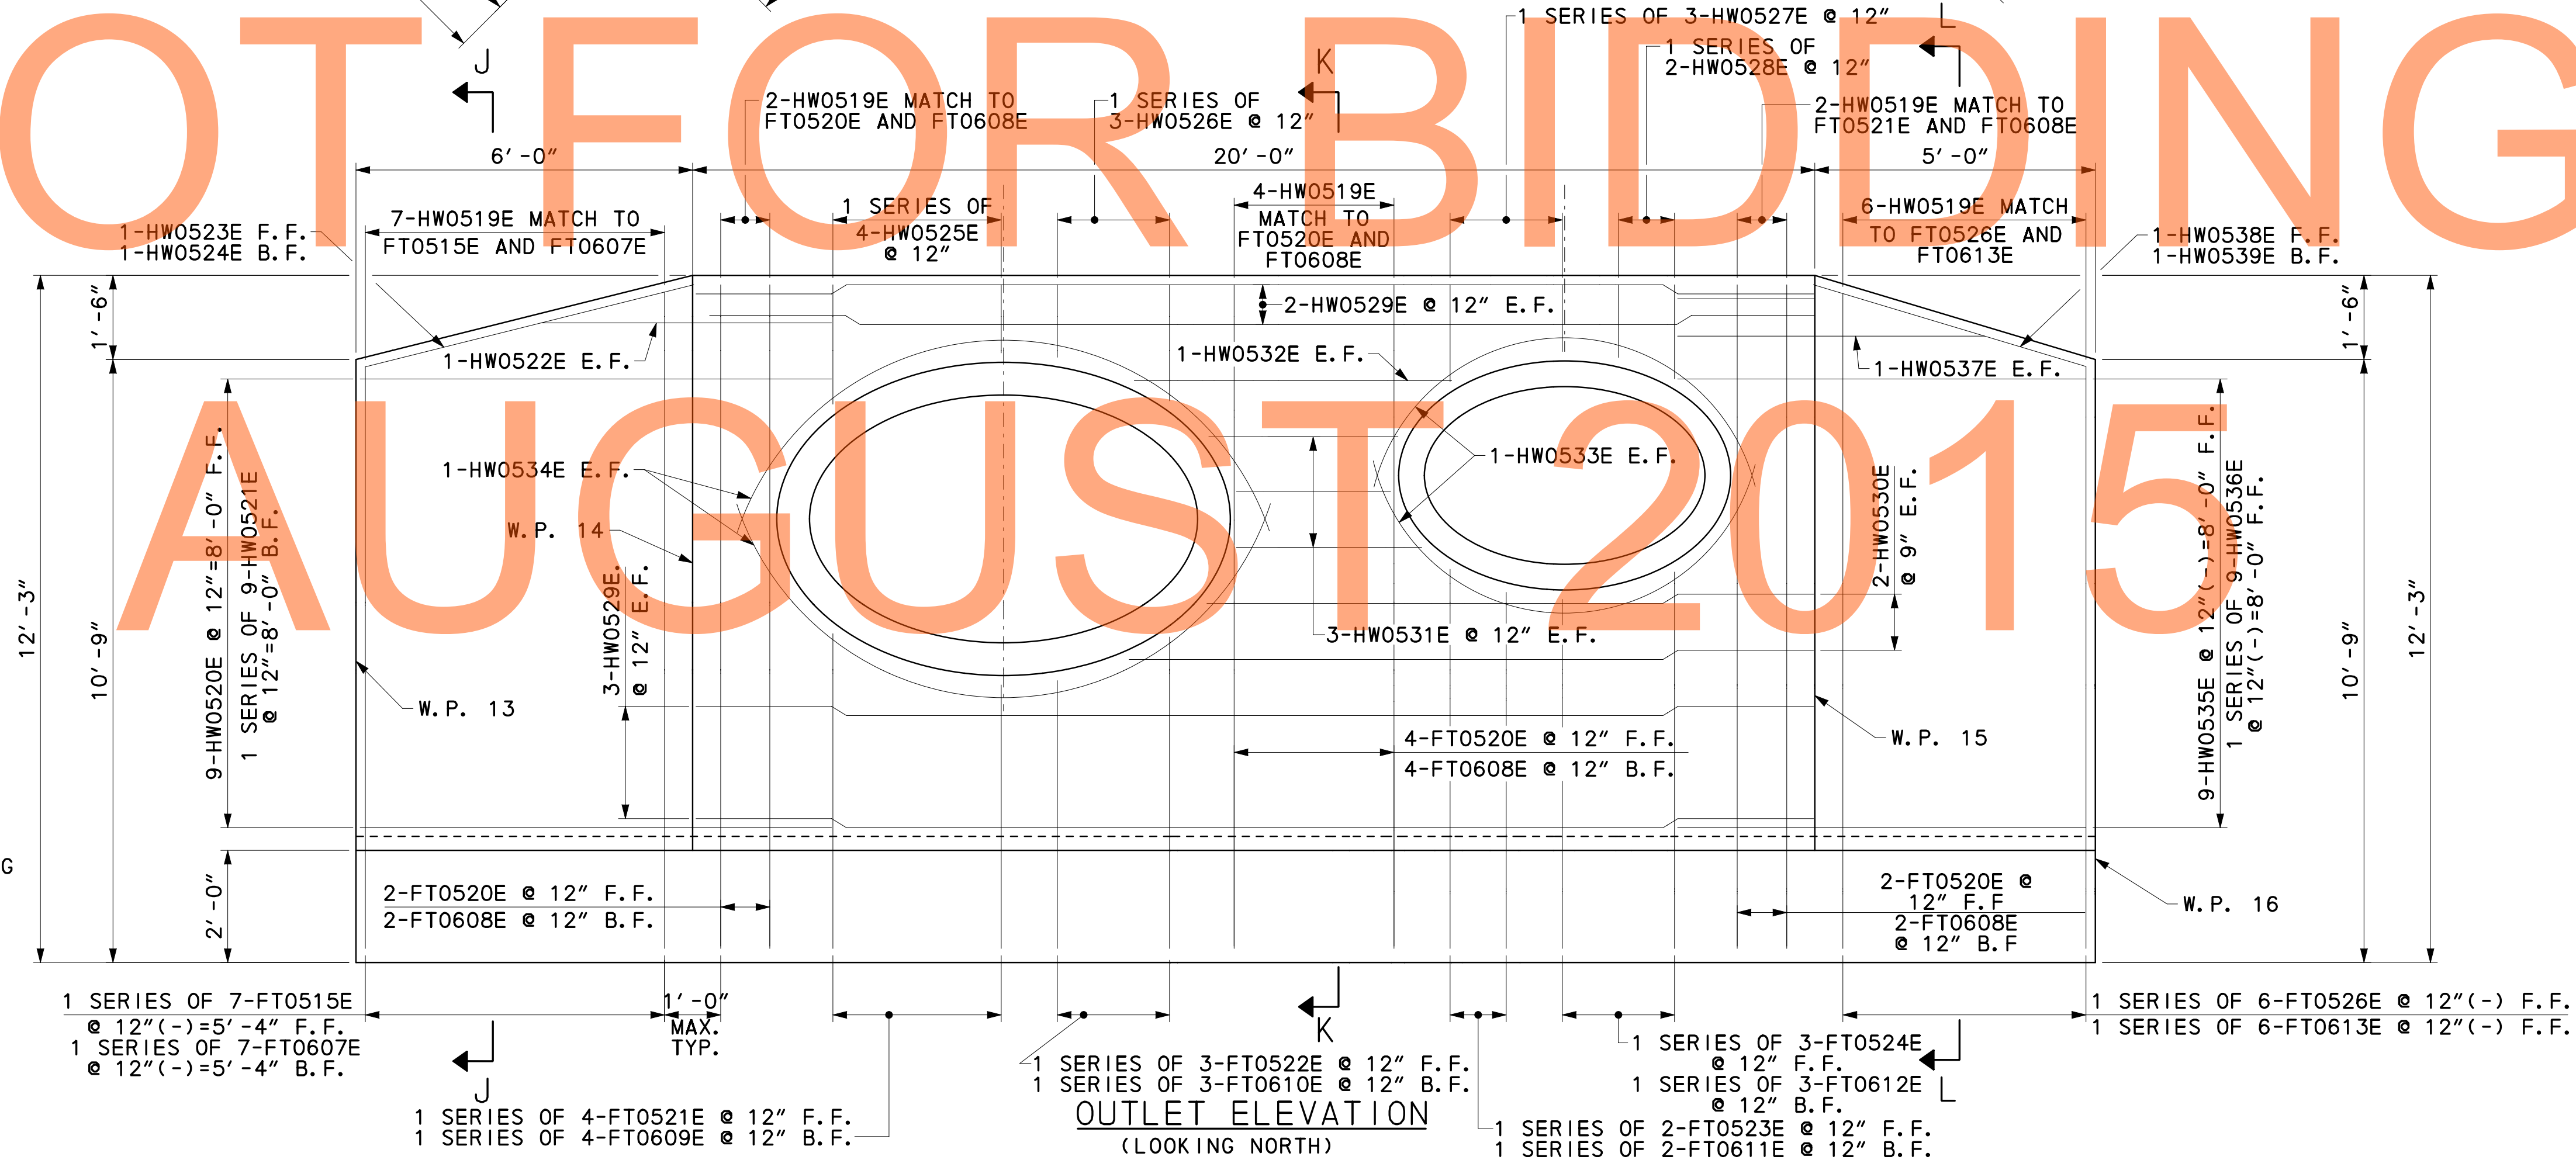 1 SERIES OF 3-HW0527E @ 12"
L
J
K
1 SERIES OF
2-HW0528E @ 12"
2-HW0519E MATCH TO
FT0520E AND FT0608E
1 SERIES OF
3-HW0526E @ 12"
2-HW0519E MATCH TO
FT0521E AND FT0608E
OT FOR BIDDING
6'-0"
20'-0"
5'-0"
1-HW0523E F.F.
1-HW0524E B.F.
7-HW0519E MATCH TO
FT0515E AND FT0607E
1 SERIES OF
4-HW0525E
@ 12"
4-HW0519E
MATCH TO
FT0520E AND
FT0608E
6-HW0519E MATCH
TO FT0526E AND
FT0613E
1-HW0538E F.F.
1-HW0539E B.F.
1'-6"
2-HW0529E @ 12" E.F.
1'-6"
1-HW0522E E.F.
1-HW0532E E.F.
1-HW0537E E.F.
AUGUST 2015
1-HW0534E E.F.
1-HW0533E E.F.
W.P. 14
12'-3"
10'-9"
9-HW0520E @ 12"=8'-0" F.F.
1 SERIES OF 9-HW0521E
@ 12"=8'-0" B.F.
3-HW0529E.
@ 12" E.F.
2-HW0530E
@ 9" E.F.
9-HW0535E @ 12"(-)=8'-0" F.F.
1 SERIES OF 9-HW0536E
@ 12"(-)=8'-0" F.F.
10'-9"
12'-3"
3-HW0531E @ 12" E.F.
W.P. 13
W.P. 15
4-FT0520E @ 12" F.F.
4-FT0608E @ 12" B.F.
G
2'-0"
2-FT0520E @ 12" F.F.
2-FT0608E @ 12" B.F.
2-FT0520E @
12" F.F
2-FT0608E
@ 12" B.F
W.P. 16
1 SERIES OF 7-FT0515E
@ 12"(-)=5'-4" F.F.
1 SERIES OF 7-FT0607E
@ 12"(-)=5'-4" B.F.
1'-0"
MAX.
TYP.
K
1 SERIES OF 6-FT0526E @ 12"(-) F.F.
1 SERIES OF 6-FT0613E @ 12"(-) F.F.
J
1 SERIES OF 3-FT0522E @ 12" F.F.
1 SERIES OF 3-FT0610E @ 12" B.F.
1 SERIES OF 3-FT0524E
@ 12" F.F.
1 SERIES OF 3-FT0612E
@ 12" B.F.
L
1 SERIES OF 4-FT0521E @ 12" F.F.
1 SERIES OF 4-FT0609E @ 12" B.F.
OUTLET ELEVATION
(LOOKING NORTH)
1 SERIES OF 2-FT0523E @ 12" F.F.
1 SERIES OF 2-FT0611E @ 12" B.F.